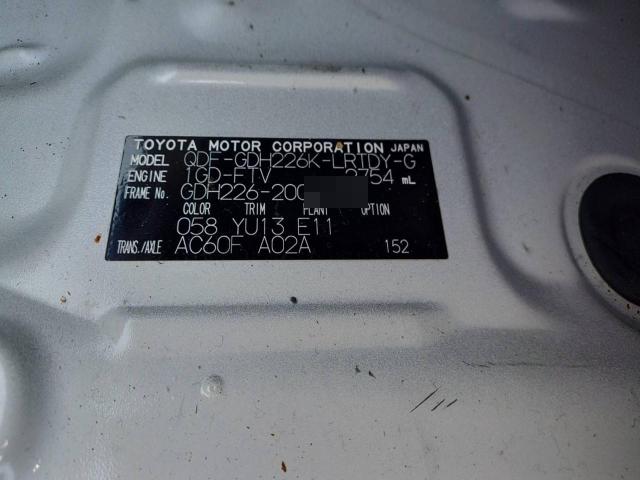 TOYOTA MOTOR CORPORATION JAPAN
MODEL QDF-GDH226K-LRTDY-G
ENGINE 1GD-FTV 2754 mL
FRAME No. GDH226-200
COLOR TRIM PLANT OPTION
058 YU13 E11
TRANS./AXLE AC60F A02A 152